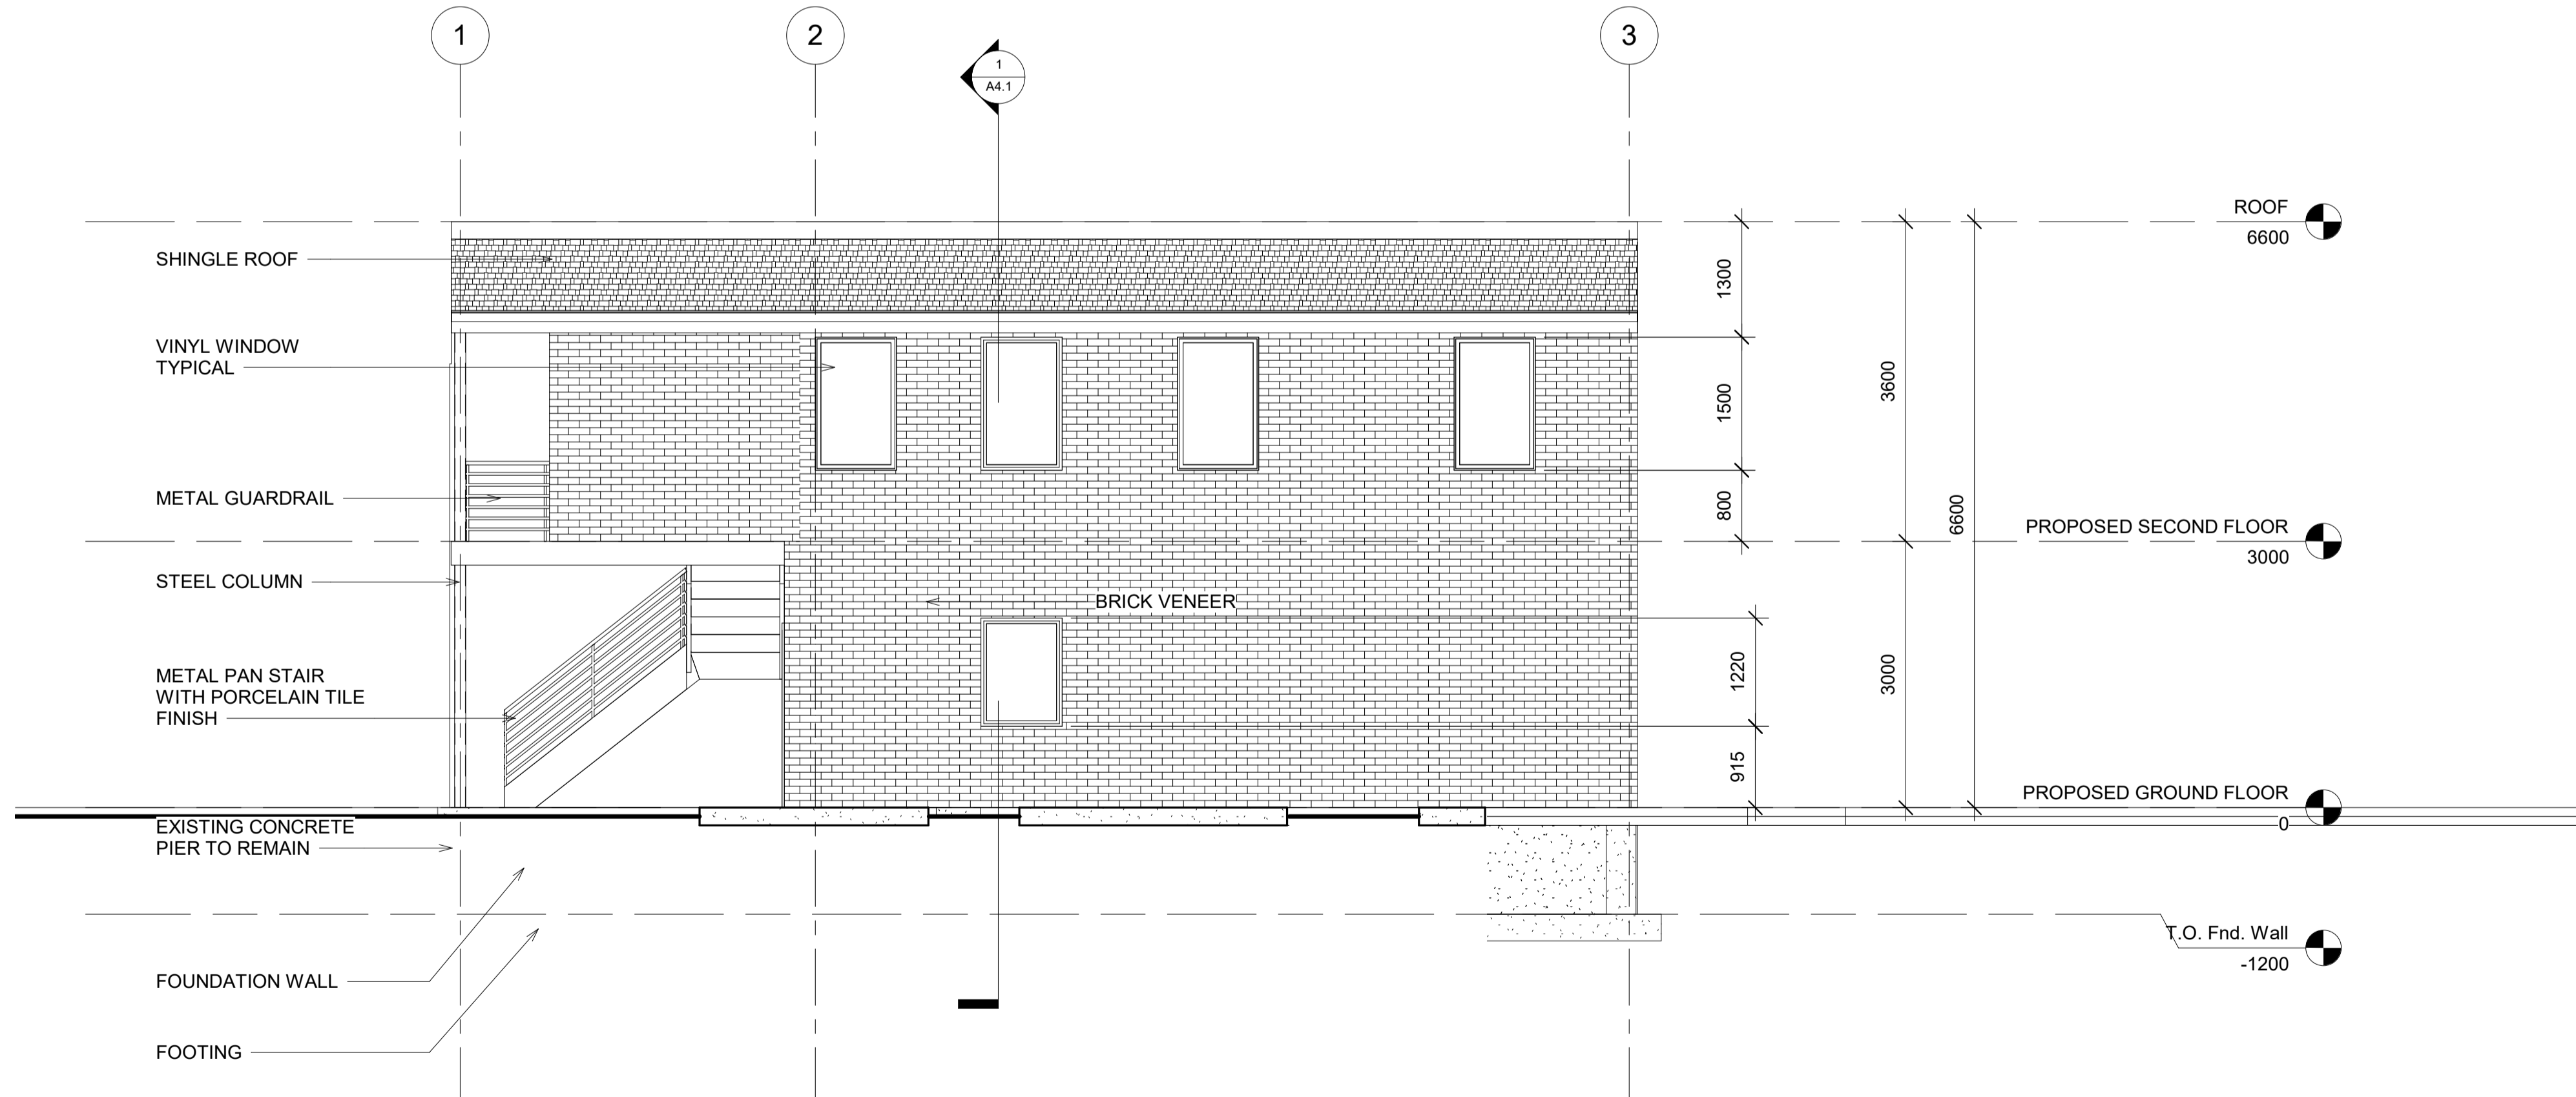 1
2
3
1
A4.1
ROOF
6600
SHINGLE ROOF
1300
VINYL WINDOW
TYPICAL
3600
1500
METAL GUARDRAIL
800
6600
PROPOSED SECOND FLOOR
3000
STEEL COLUMN
BRICK VENEER
METAL PAN STAIR
WITH PORCELAIN TILE
FINISH
1220
3000
915
PROPOSED GROUND FLOOR
0
EXISTING CONCRETE
PIER TO REMAIN
T.O. Fnd. Wall
-1200
FOUNDATION WALL
FOOTING